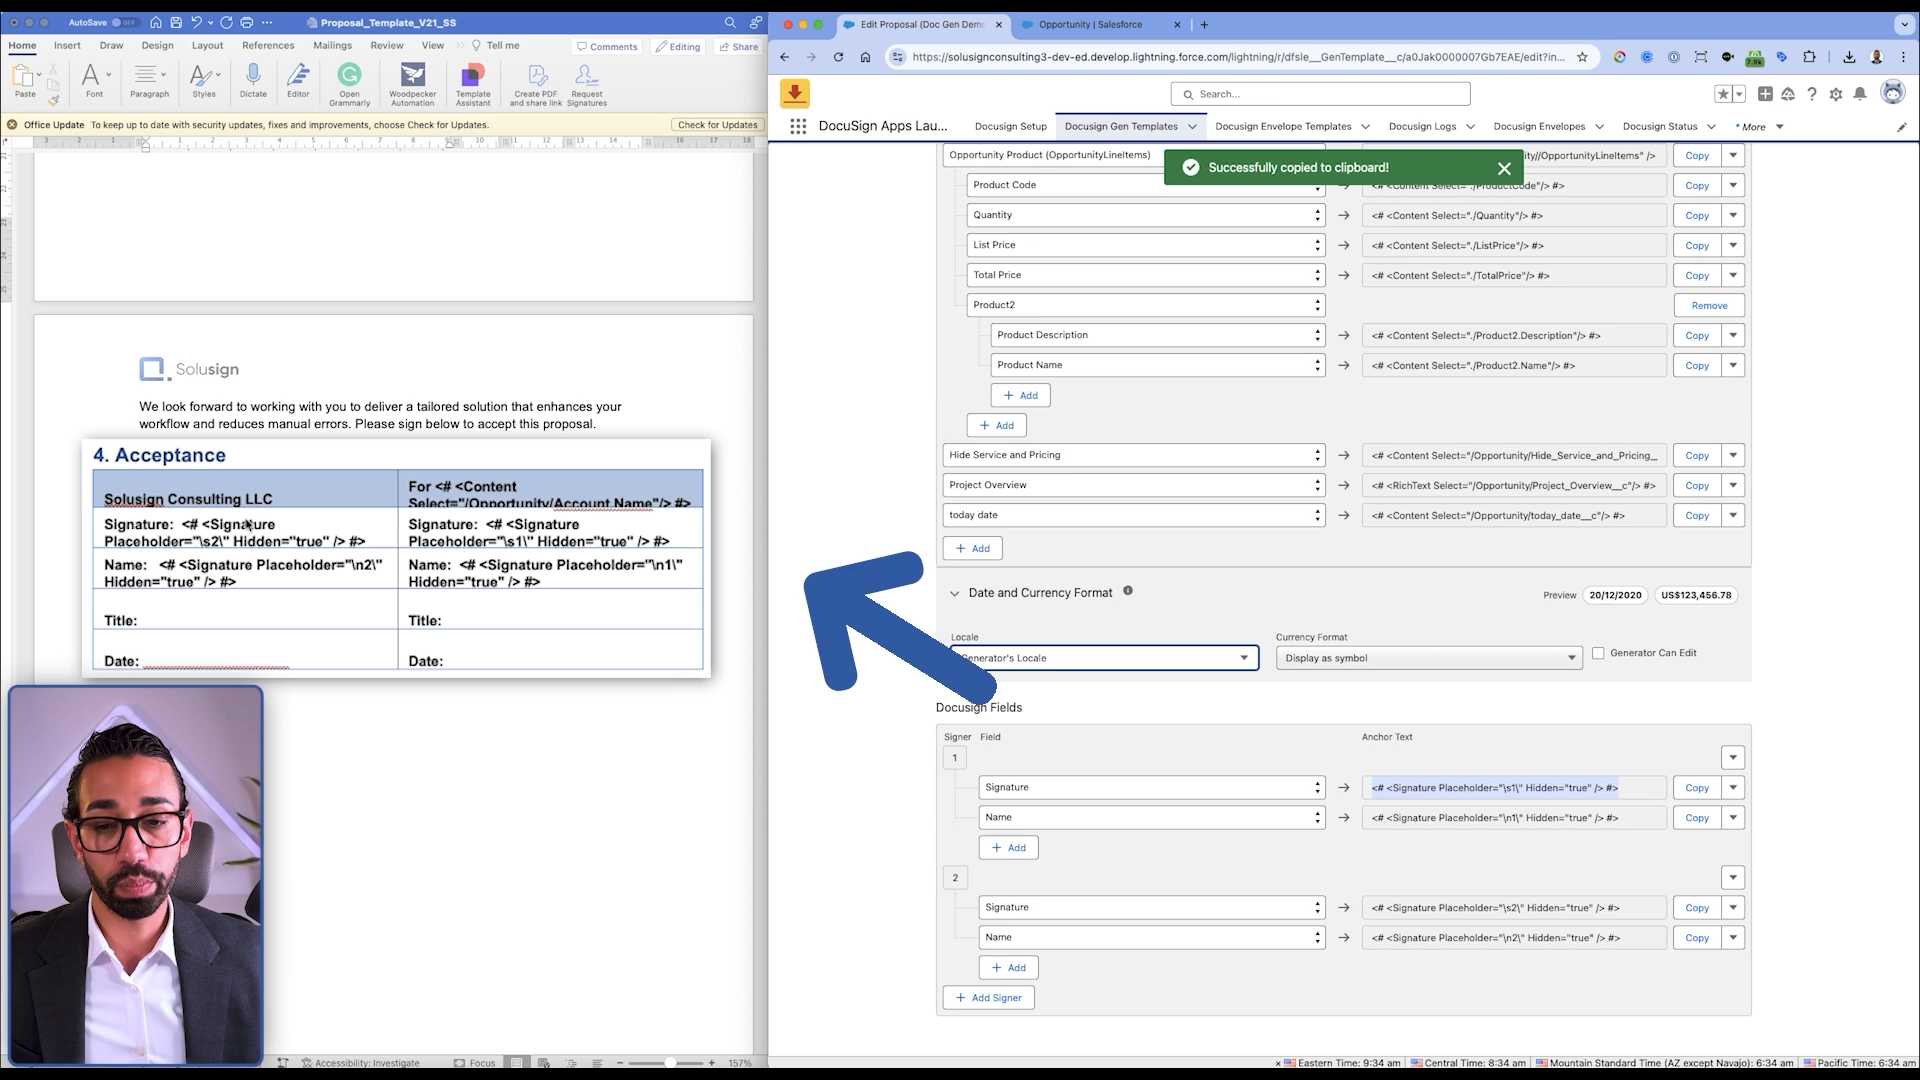 AutoSave OFF
Proposal_Template_V21_SS
Home Insert Draw Design Layout References Mailings Review View Tell me
Comments Editing Share
Paste Font Paragraph Styles Dictate Editor
Open Grammarly
Woodpecker Automation
Template Assistant
Create PDF and share link
Request Signatures
Office Update To keep up to date with security updates, fixes and improvements, choose Check for Updates.
Check for Updates
Solusign
We look forward to working with you to deliver a tailored solution that enhances your
workflow and reduces manual errors. Please sign below to accept this proposal.
4. Acceptance
Solusign Consulting LLC
For <# <Content
Select="/Opportunity/Account.Name"/> #>
Signature: <# <Signature
Placeholder="\s2\" Hidden="true" /> #>
Signature: <# <Signature
Placeholder="\s1\" Hidden="true" /> #>
Name: <# <Signature Placeholder="\n2\"
Hidden="true" /> #>
Name: <# <Signature Placeholder="\n1\"
Hidden="true" /> #>
Title:
Title:
Date:
Date:
Accessibility: Investigate
Focus
157%
Edit Proposal (Doc Gen Demo
Opportunity | Salesforce
https://solusignconsulting3-dev-ed.develop.lightning.force.com/lightning/r/dfsle__GenTemplate__c/a0Jak0000007Gb7EAE/edit?in...
Search...
DocuSign Apps Lau...
Docusign Setup
Docusign Gen Templates
Docusign Envelope Templates
Docusign Logs
Docusign Envelopes
Docusign Status
* More
Successfully copied to clipboard!
Opportunity Product (OpportunityLineItems)
ity//OpportunityLineItems" />
Copy
Product Code
Copy
Quantity
<# <Content Select="./Quantity"/> #>
Copy
List Price
<# <Content Select="./ListPrice"/> #>
Copy
Total Price
<# <Content Select="./TotalPrice"/> #>
Copy
Product2
Remove
Product Description
<# <Content Select="./Product2.Description"/> #>
Copy
Product Name
<# <Content Select="./Product2.Name"/> #>
Copy
+ Add
+ Add
Hide Service and Pricing
<# <Content Select="/Opportunity/Hide_Service_and_Pricing_
Copy
Project Overview
<# <RichText Select="/Opportunity/Project_Overview__c"/> #>
Copy
today date
<# <Content Select="/Opportunity/today_date__c"/> #>
Copy
+ Add
Date and Currency Format
Preview 20/12/2020 US$123,456.78
Locale
Generator's Locale
Currency Format
Display as symbol
Generator Can Edit
Docusign Fields
Signer Field Anchor Text
1
Signature
<# <Signature Placeholder="\s1\" Hidden="true" /> #>
Copy
Name
<# <Signature Placeholder="\n1\" Hidden="true" /> #>
Copy
+ Add
2
Signature
<# <Signature Placeholder="\s2\" Hidden="true" /> #>
Copy
Name
<# <Signature Placeholder="\n2\" Hidden="true" /> #>
Copy
+ Add
+ Add Signer
Eastern Time: 9:34 am Central Time: 8:34 am Mountain Standard Time (AZ except Navajo): 6:34 am Pacific Time: 6:34 am